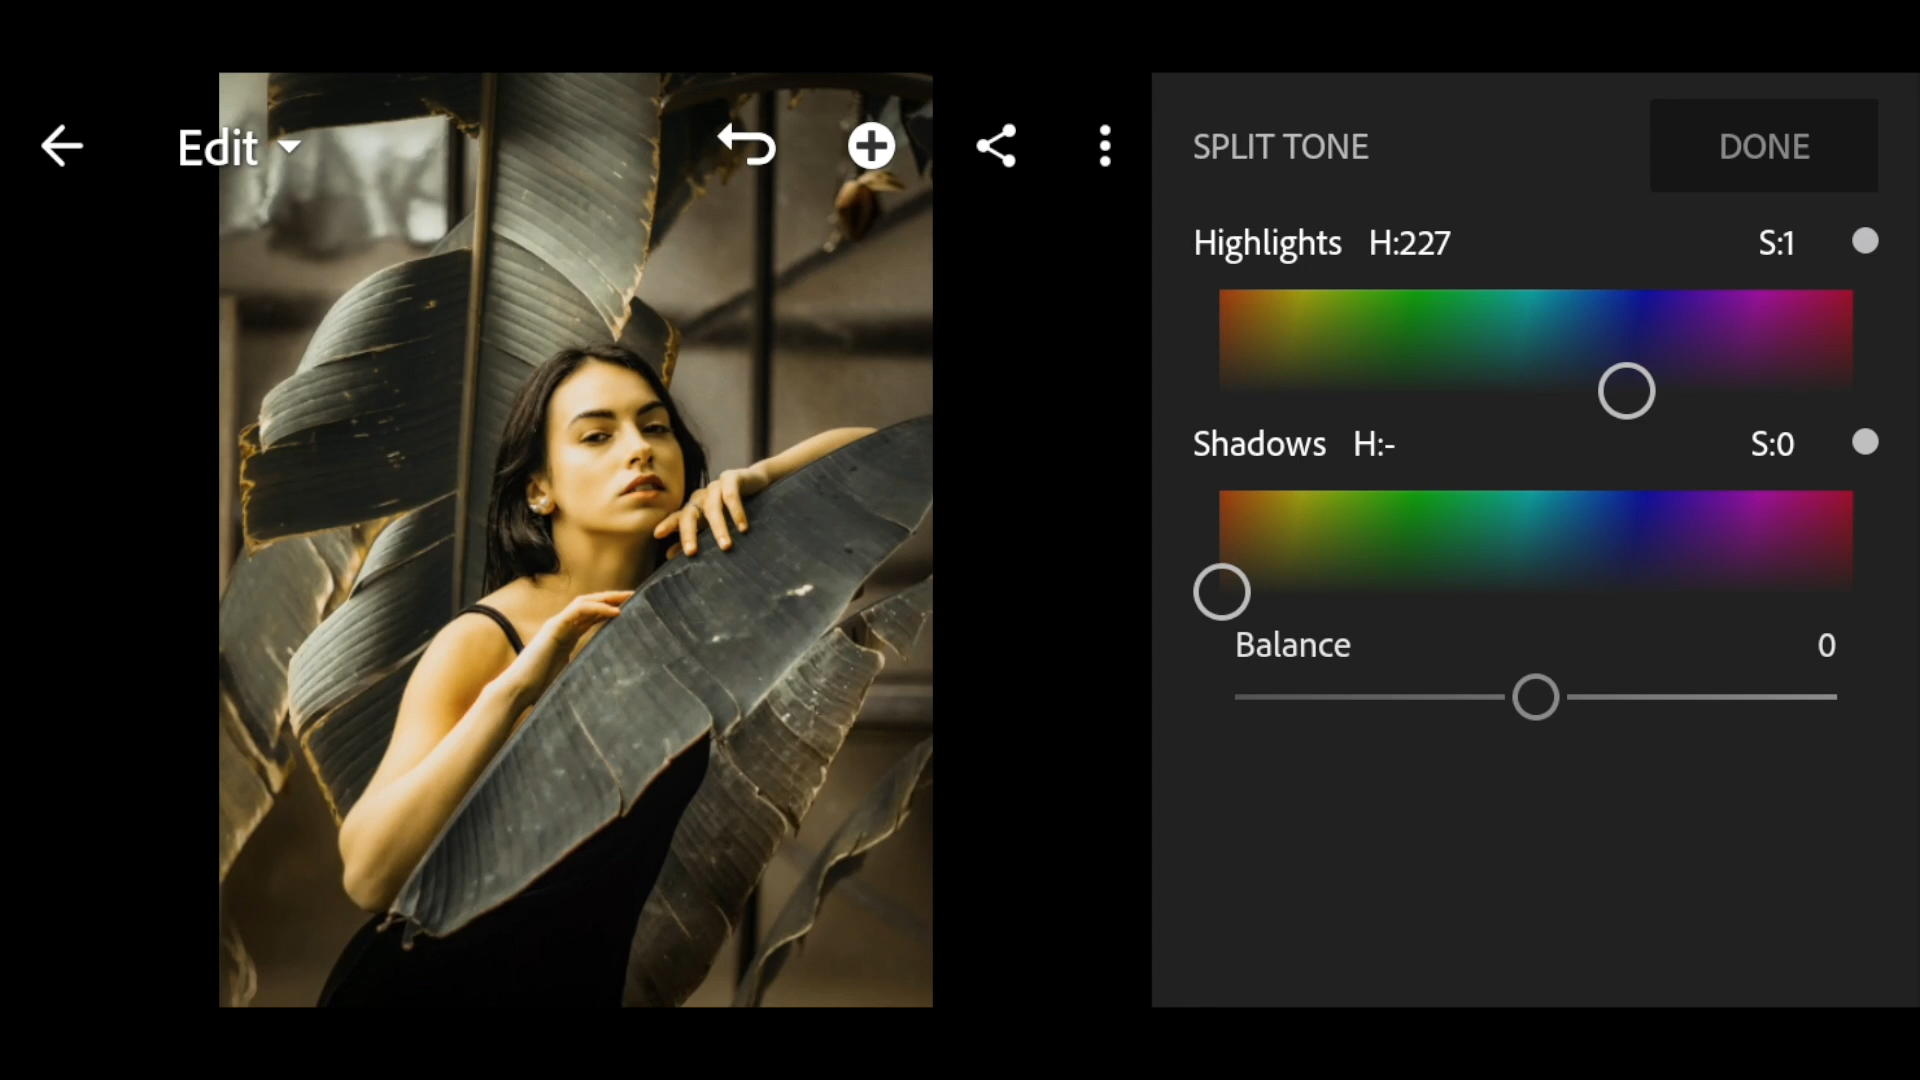 Edit
SPLIT TONE DONE
Highlights H:227 S:1
Shadows H:- S:0
Balance 0